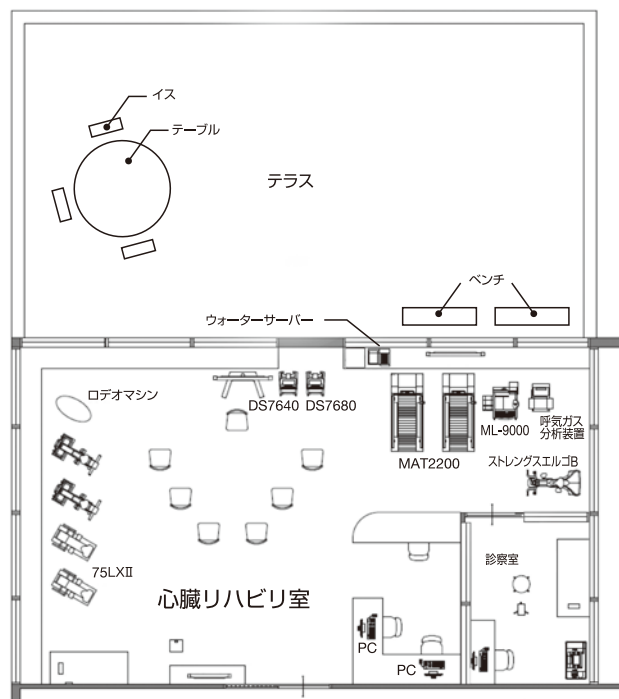 イス
テーブル
テラス
ベンチ
ウォーターサーバー
ロデオマシン
DS7640
DS7680
MAT2200
ML-9000
呼気ガス
分析装置
ストレングスエルゴB
75LXⅡ
診察室
心臓リハビリ室
PC
PC